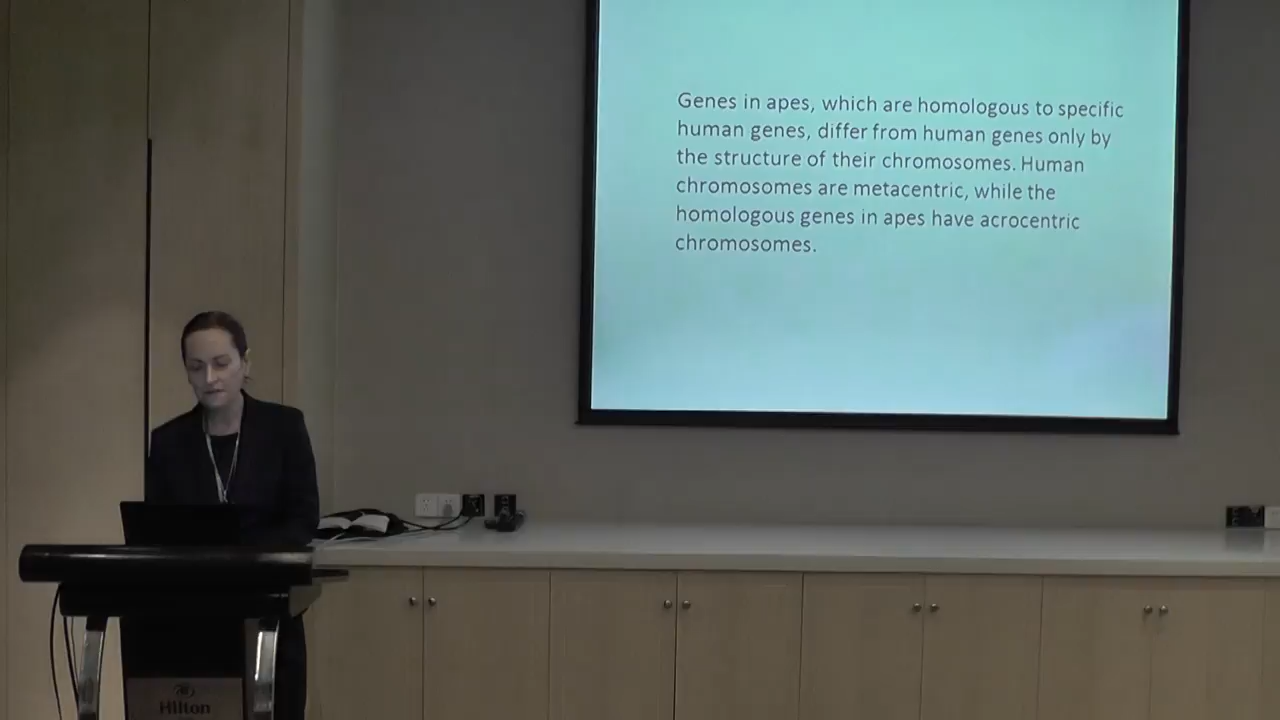 Genes in apes, which are homologous to specific
human genes, differ from human genes only by
the structure of their chromosomes. Human
chromosomes are metacentric, while the
homologous genes in apes have acrocentric
chromosomes.
Hilton